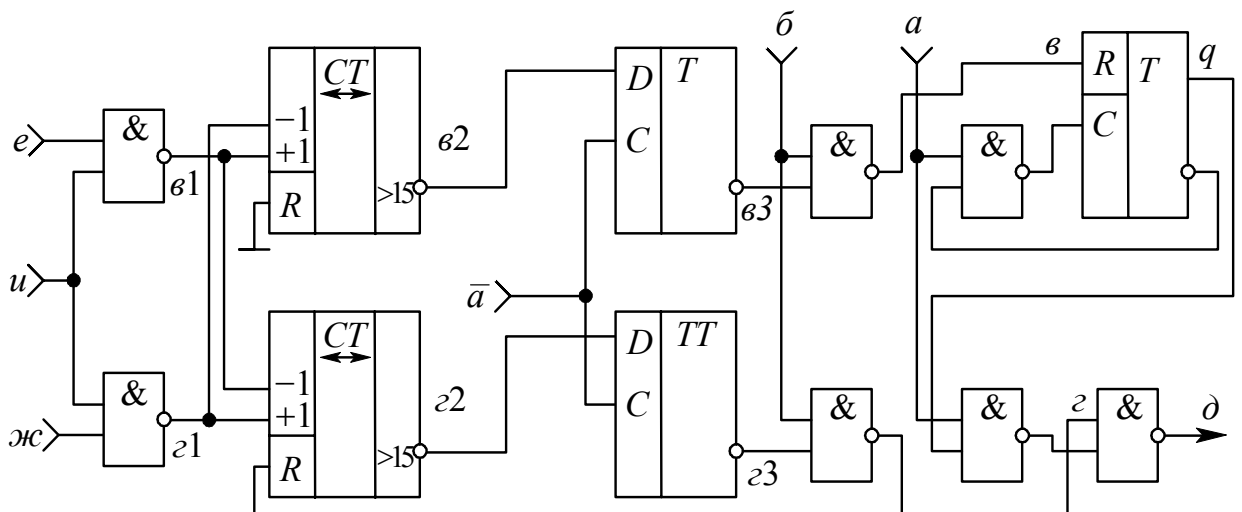 б а
в q
CT D T R T
е & −1 в2 C & & C
+1
в1 R >15 в3
и a̅
CT D TT
& −1 г2 C & & г & д
ж +1
г1 R >15 г3